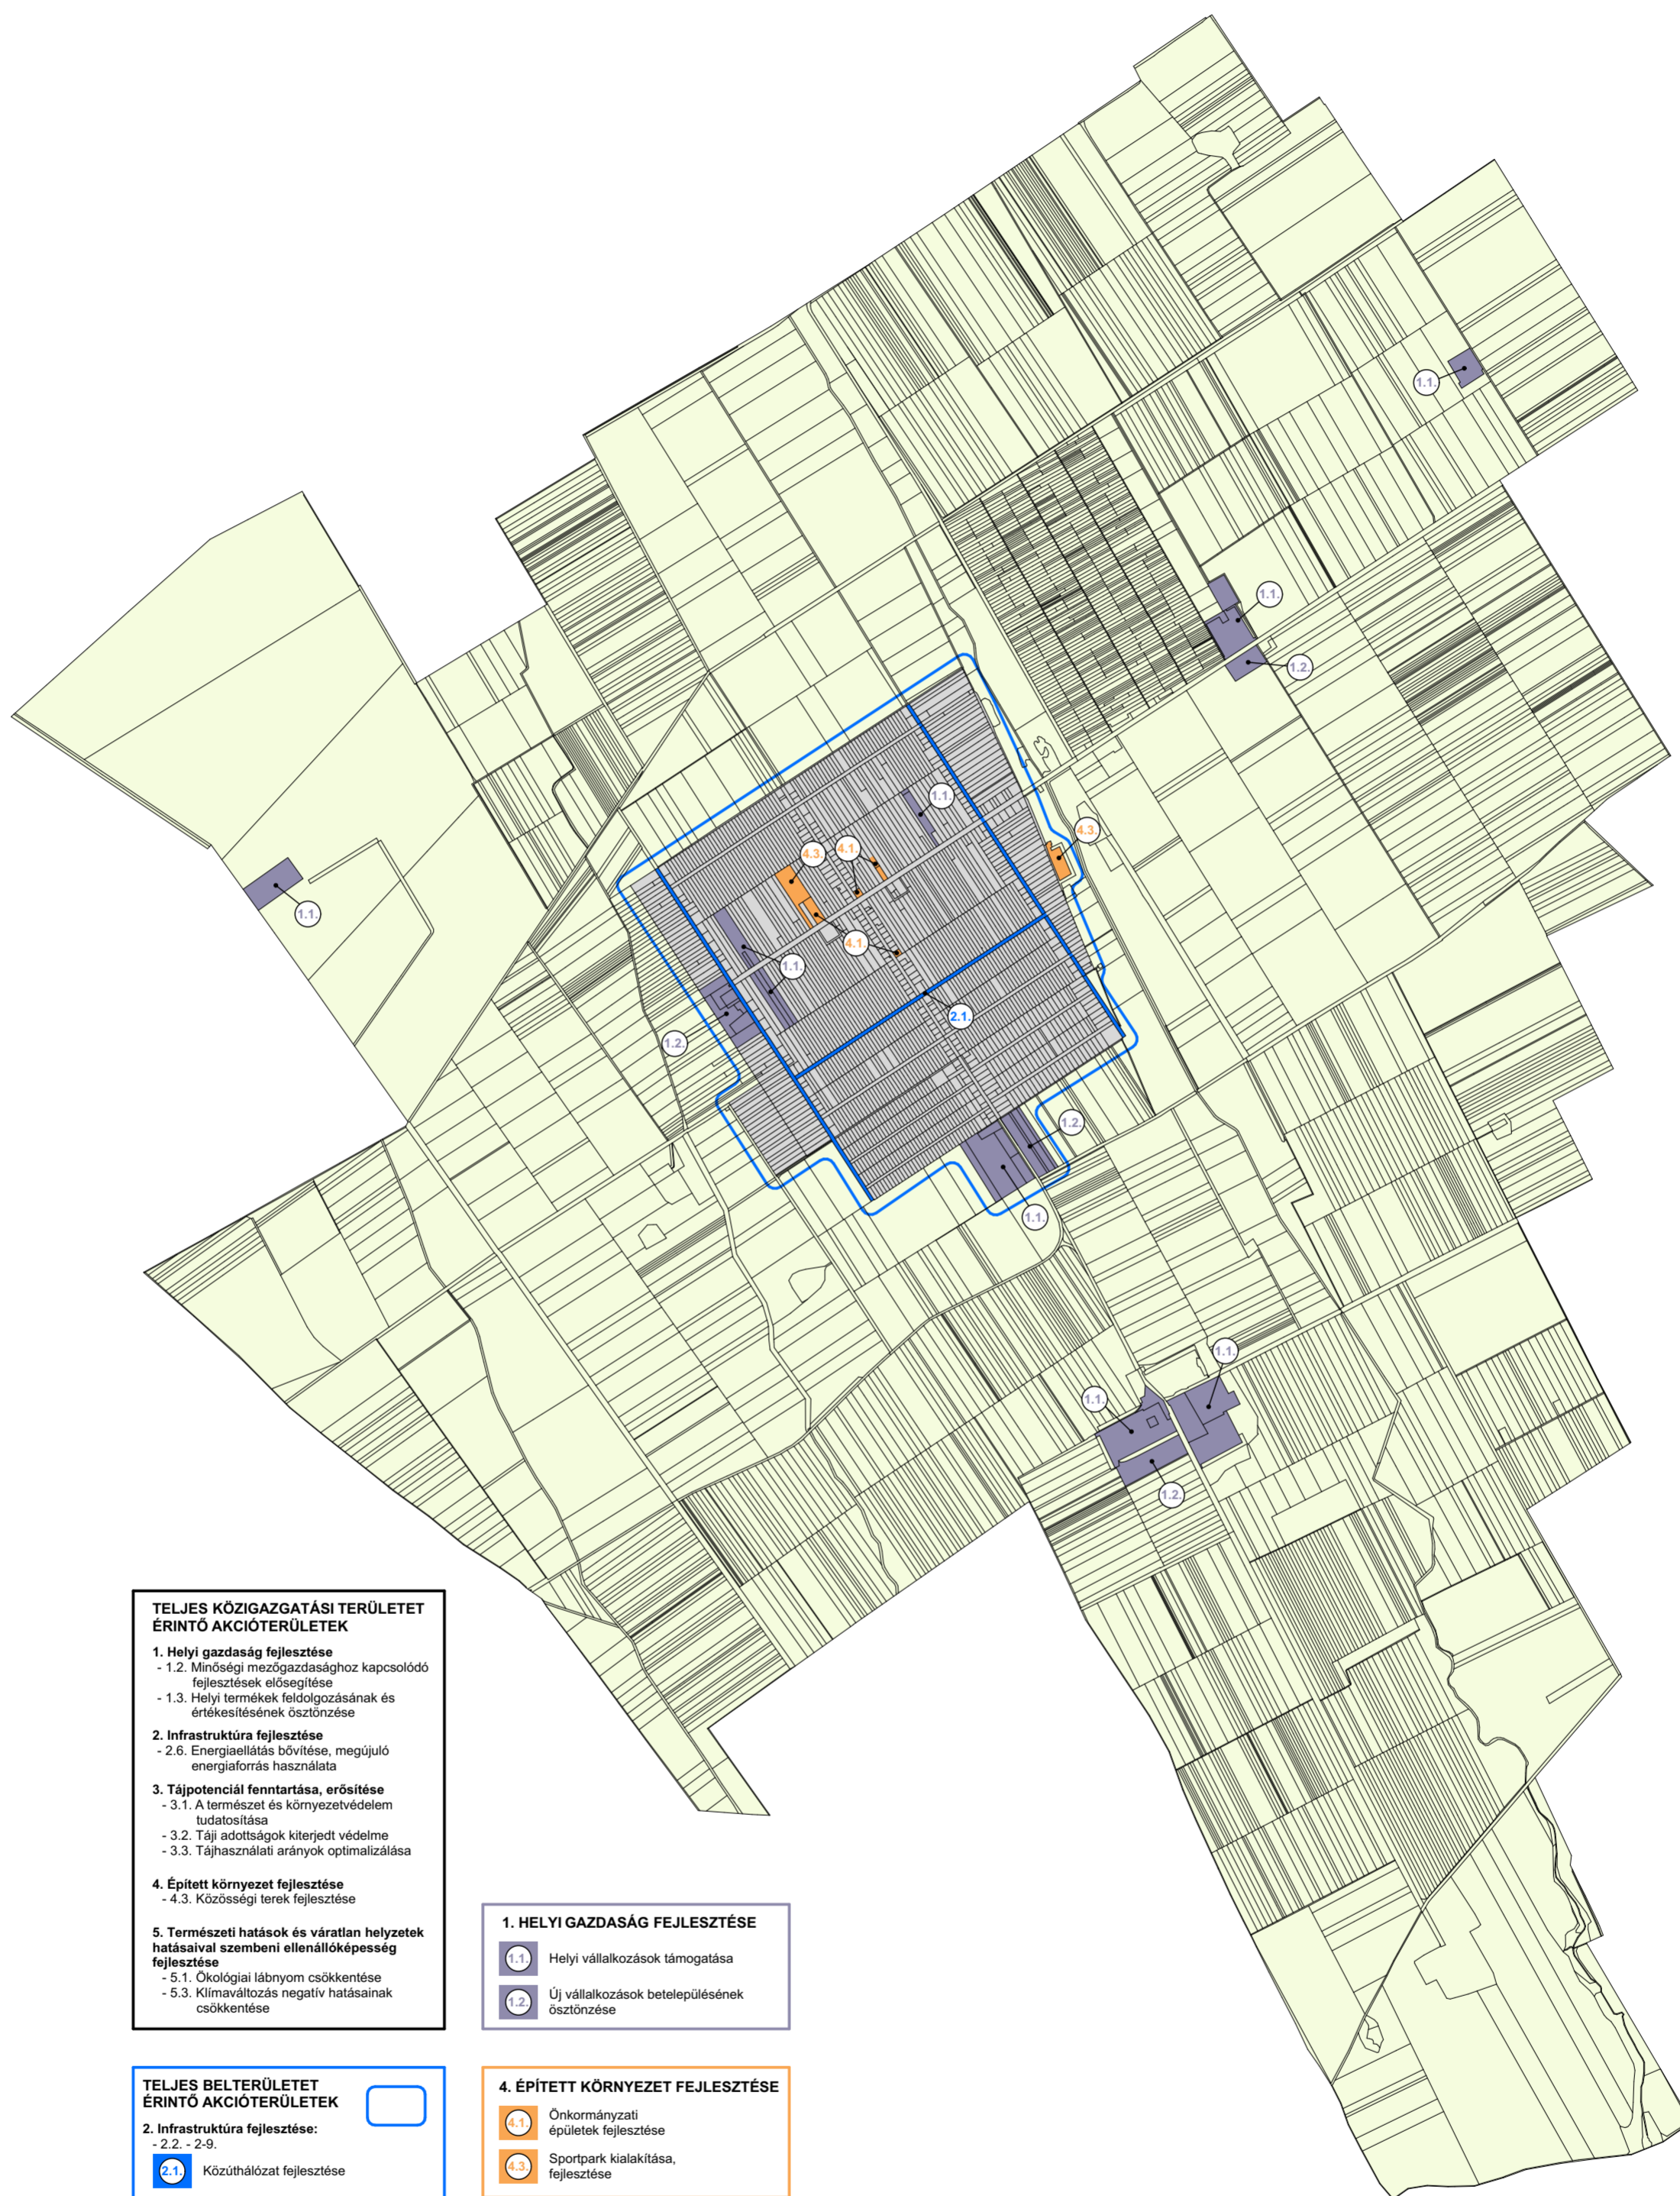 1.1.
1.1.
1.2.
1.1.
4.3.
4.1.
4.3.
1.1.
4.1.
1.1.
2.1.
1.2.
1.2.
1.1.
1.1.
1.1.
1.2.
TELJES KÖZIGAZGATÁSI TERÜLETET
ÉRINTŐ AKCIÓTERÜLETEK
1. Helyi gazdaság fejlesztése
- 1.2. Minőségi mezőgazdasághoz kapcsolódó
fejlesztések elősegítése
- 1.3. Helyi termékek feldolgozásának és
értékesítésének ösztönzése
2. Infrastruktúra fejlesztése
- 2.6. Energiaellátás bővítése, megújuló
energiaforrás használata
3. Tájpotenciál fenntartása, erősítése
- 3.1. A természet és környezetvédelem
tudatosítása
- 3.2. Táji adottságok kiterjedt védelme
- 3.3. Tájhasználati arányok optimalizálása
4. Épített környezet fejlesztése
- 4.3. Közösségi terek fejlesztése
5. Természeti hatások és váratlan helyzetek
hatásaival szembeni ellenállóképesség
fejlesztése
- 5.1. Ökológiai lábnyom csökkentése
- 5.3. Klímaváltozás negatív hatásainak
csökkentése
1. HELYI GAZDASÁG FEJLESZTÉSE
1.1. Helyi vállalkozások támogatása
1.2. Új vállalkozások betelepülésének
ösztönzése
TELJES BELTERÜLETET
ÉRINTŐ AKCIÓTERÜLETEK
2. Infrastruktúra fejlesztése:
- 2.2. - 2-9.
2.1. Közúthálózat fejlesztése
4. ÉPÍTETT KÖRNYEZET FEJLESZTÉSE
4.1. Önkormányzati
épületek fejlesztése
4.3. Sportpark kialakítása,
fejlesztése